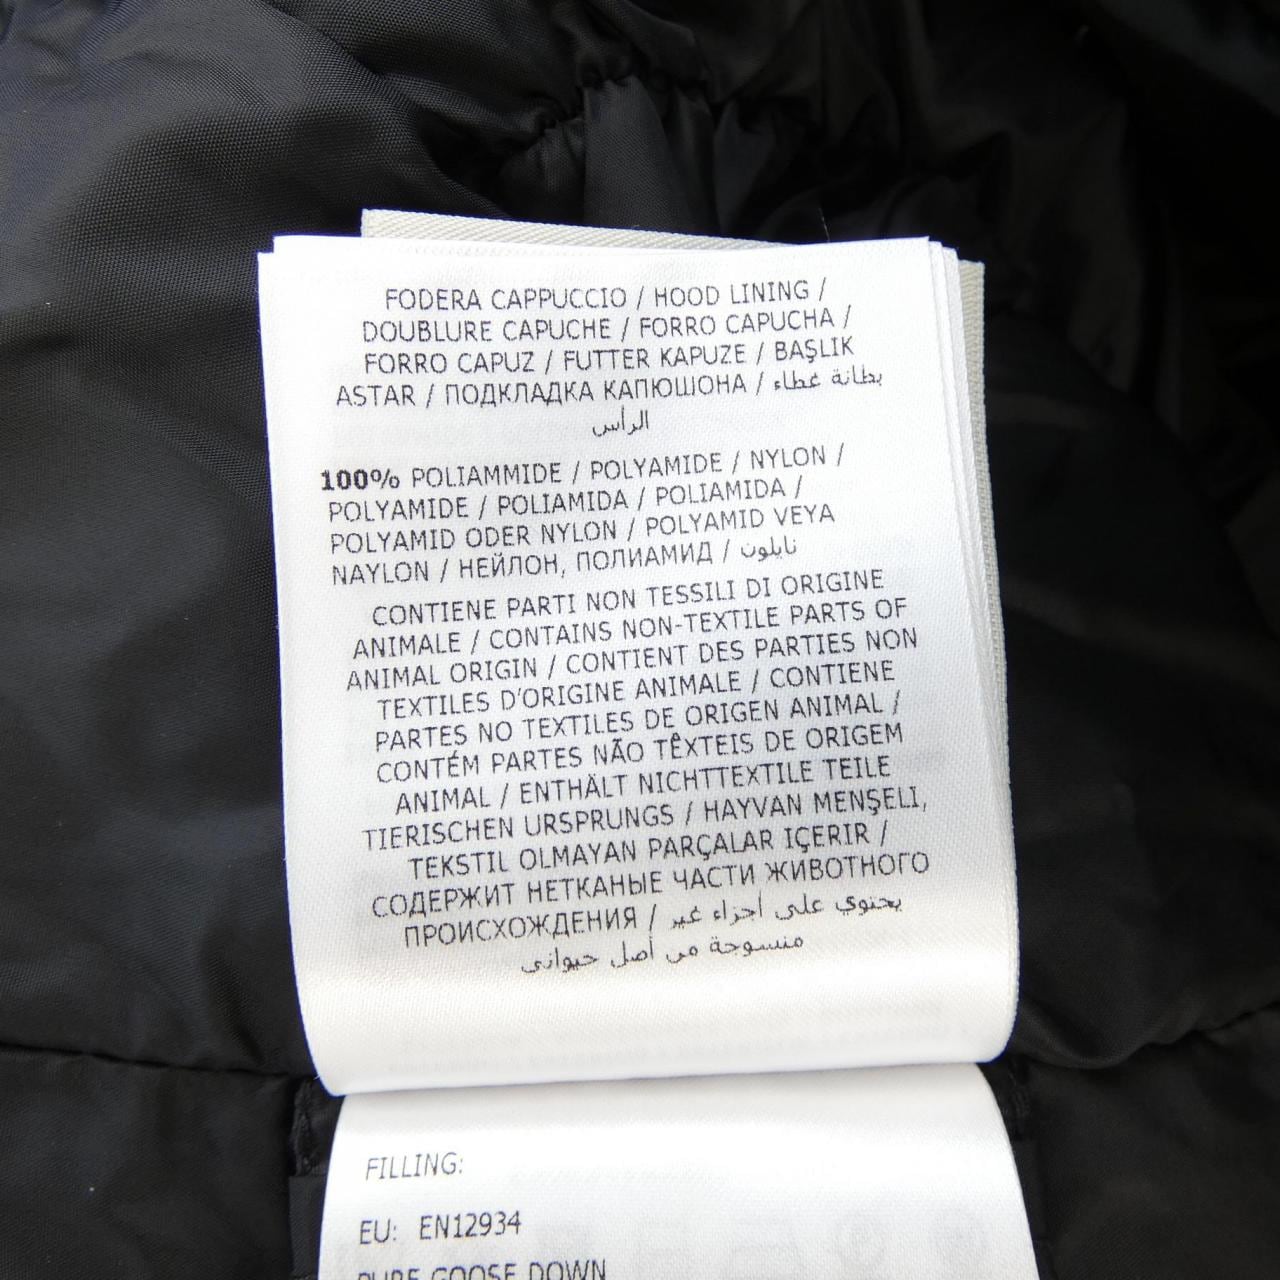 FODERA CAPPUCCIO / HOOD LINING /
DOUBLURE CAPUCHE / FORRO CAPUCHA /
FORRO CAPUZ / FUTTER KAPUZE / BAŞLIK
ASTAR / ПОДКЛАДКА КАПЮШОНА / بطانة غطاء
الرأس
100% POLIAMMIDE / POLYAMIDE / NYLON /
POLYAMIDE / POLIAMIDA / POLIAMIDA /
POLYAMID ODER NYLON / POLYAMID VEYA
NAYLON / НЕЙЛОН, ПОЛИАМИД / نايلون
CONTIENE PARTI NON TESSILI DI ORIGINE
ANIMALE / CONTAINS NON-TEXTILE PARTS OF
ANIMAL ORIGIN / CONTIENT DES PARTIES NON
TEXTILES D'ORIGINE ANIMALE / CONTIENE
PARTES NO TEXTILES DE ORIGEN ANIMAL /
CONTÉM PARTES NÃO TÊXTEIS DE ORIGEM
ANIMAL / ENTHÄLT NICHTTEXTILE TEILE
TIERISCHEN URSPRUNGS / HAYVAN MENŞELI,
TEKSTIL OLMAYAN PARÇALAR IÇERIR /
СОДЕРЖИТ НЕТКАНЫЕ ЧАСТИ ЖИВОТНОГО
ПРОИСХОЖДЕНИЯ / يحتوي على أجزاء غير
منسوجة من أصل حيواني
FILLING:
EU: EN12934
PURE GOOSE DOWN